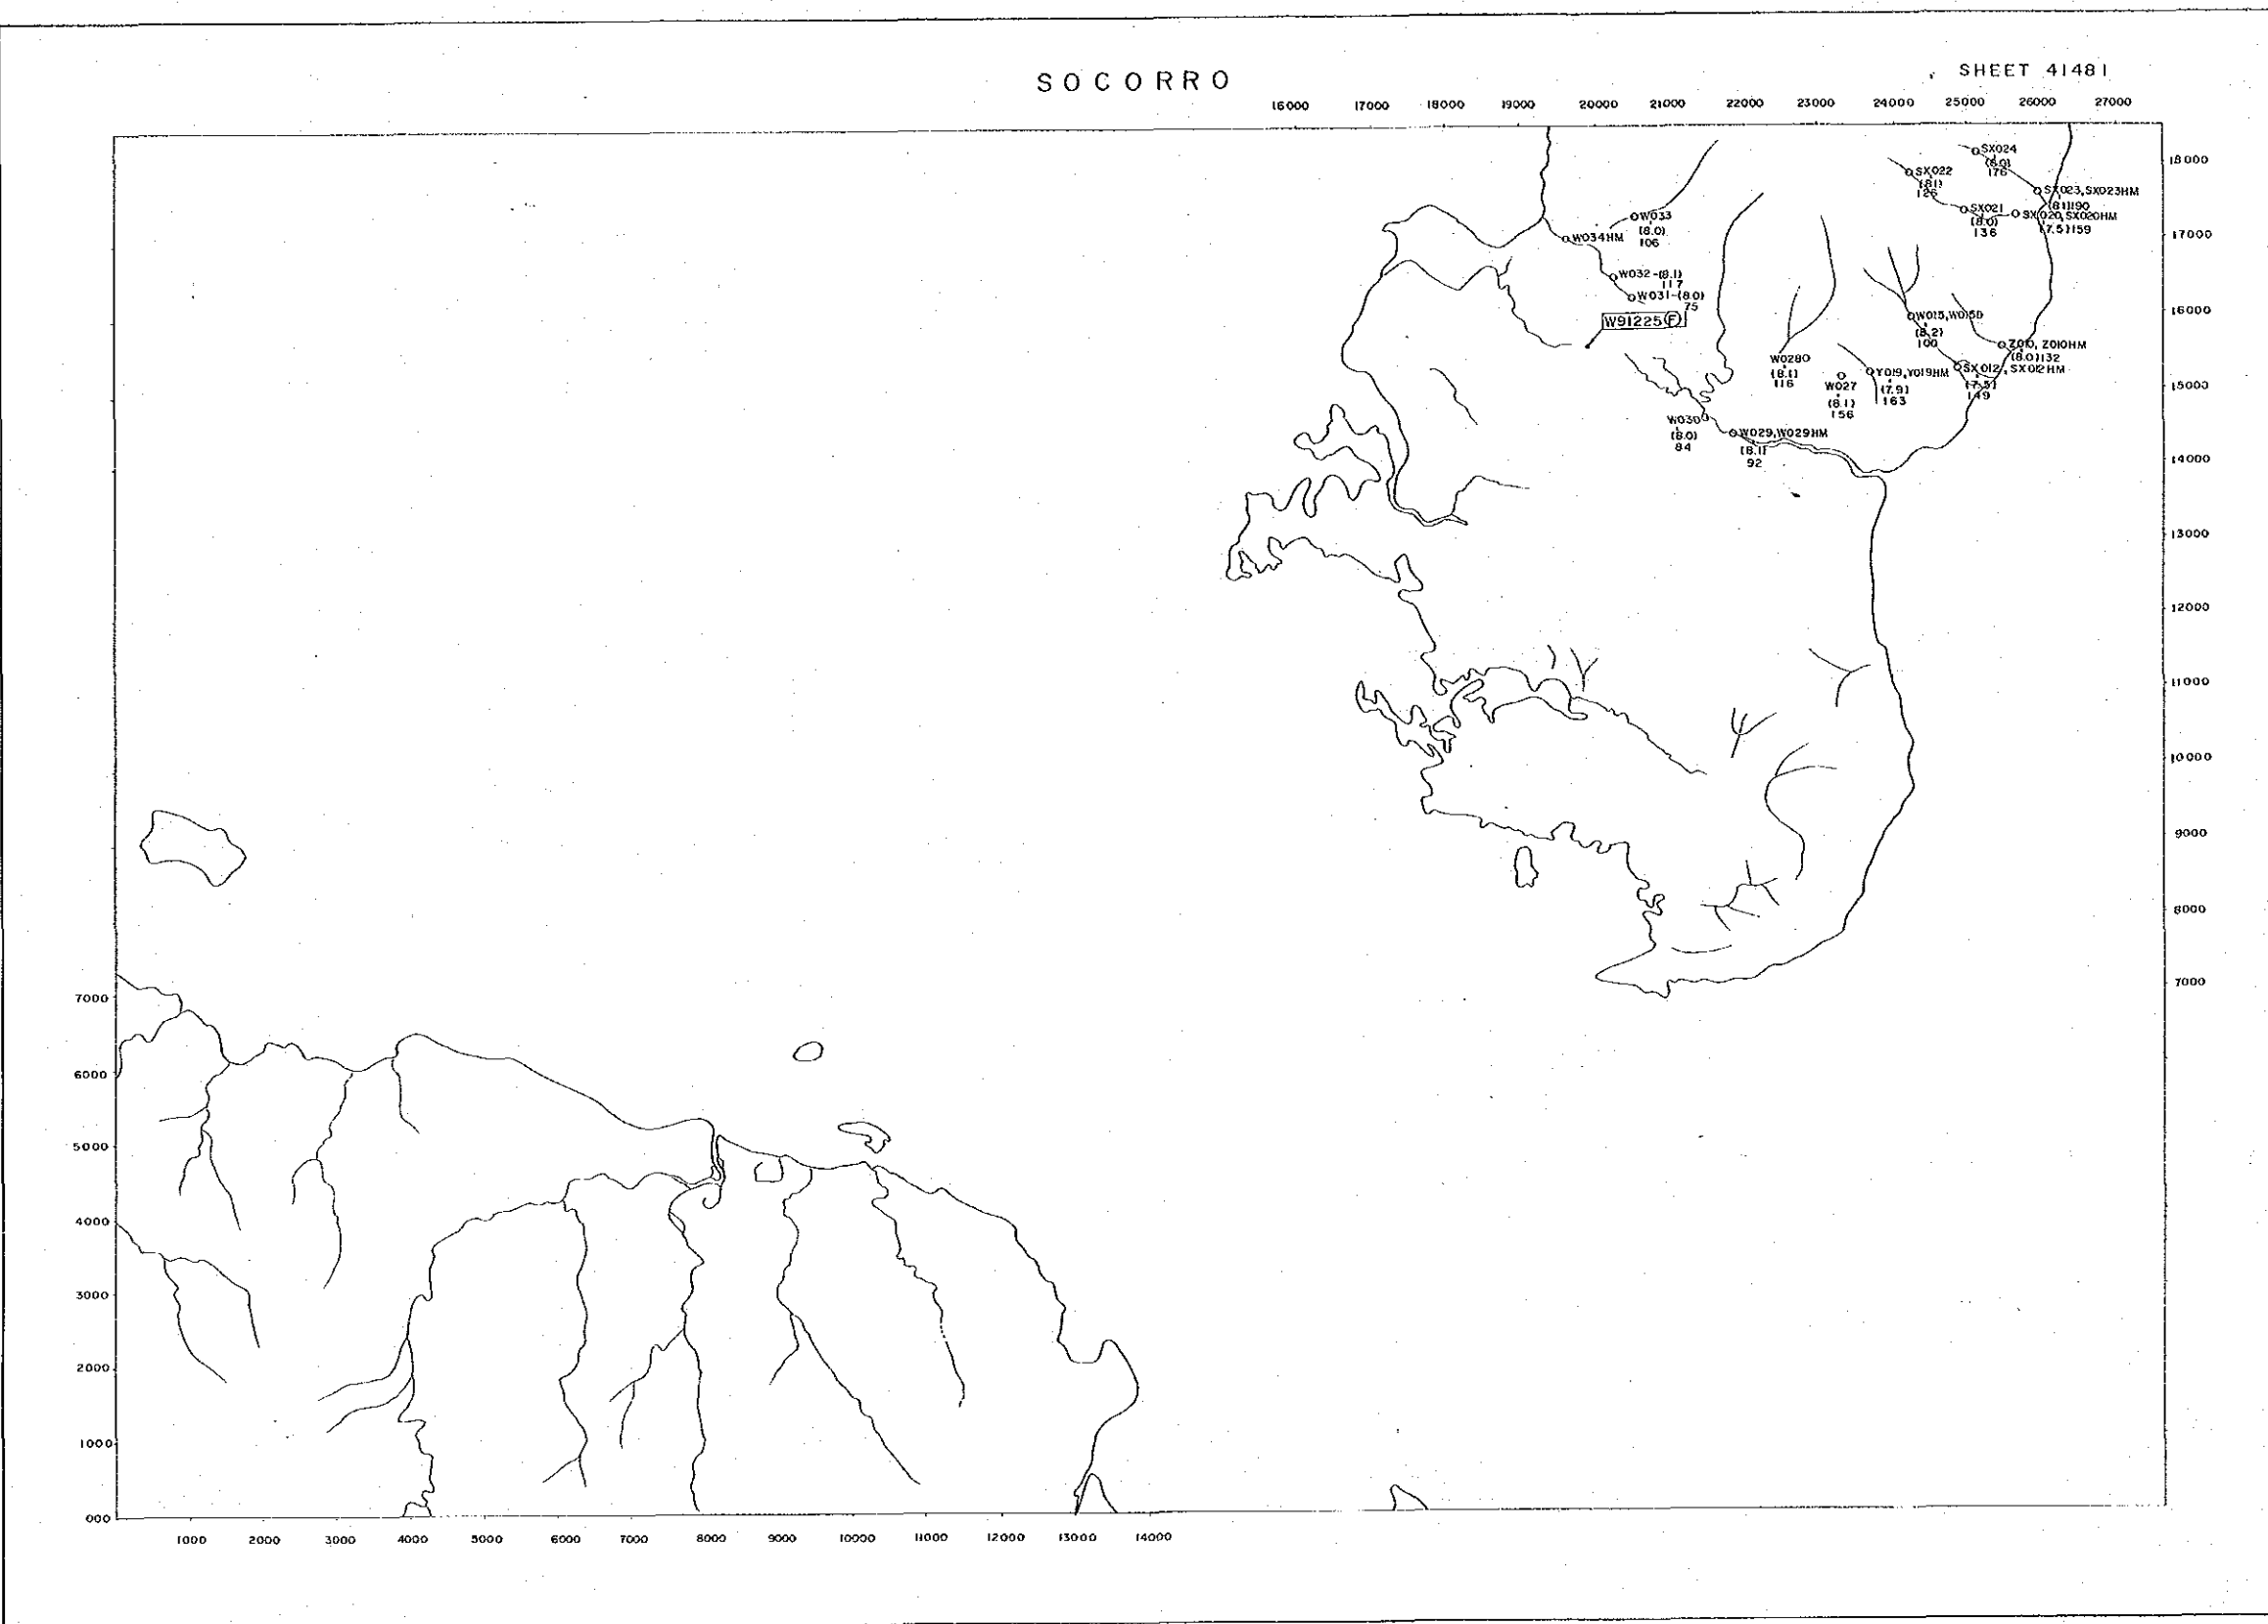 SOCORRO
SHEET 41481
16000 17000 18000 19000 20000 21000 22000 23000 24000 25000 26000 27000
SX024
(8.0)
176
18000
SX022
(8.1)
126
SX023, SX023HM
(8.1)190
SX021
(8.0)
136
SX020, SX020HM
(7.5)159
W033
(8.0)
106
W034HM
17000
W032-(8.1)
117
W031-(8.0)
75
W91225 F
16000
W015, W015D
(8.2)
100
Z010, Z010HM
(8.0)132
W028O
(8.1)
116
W027
(8.1)
156
Y019, Y019HM
(7.9)
163
SX012, SX012HM
(7.5)
149
15000
W030
(8.0)
84
W029, W029HM
(8.1)
92
14000
13000
12000
11000
10000
9000
8000
7000
7000
6000
5000
4000
3000
2000
1000
000
1000 2000 3000 4000 5000 6000 7000 8000 9000 10000 11000 12000 13000 14000